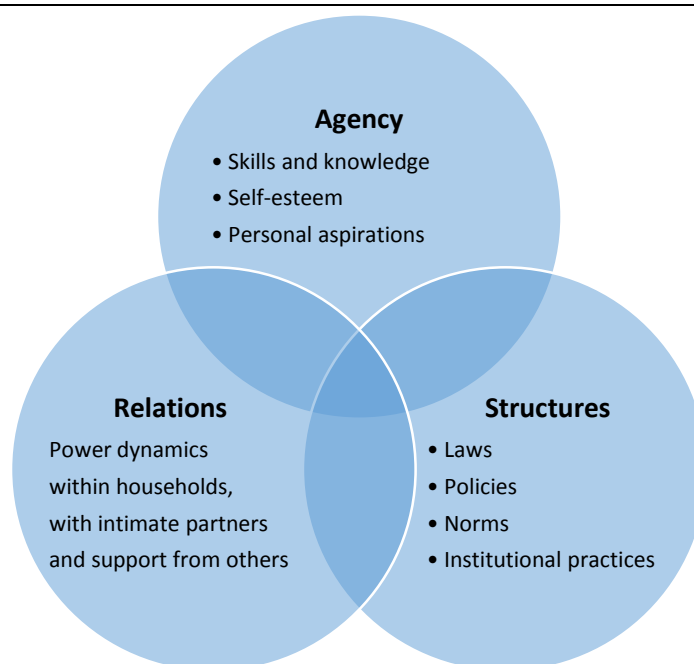 Agency
• Skills and knowledge
• Self-esteem
• Personal aspirations
Relations
Power dynamics
within households,
with intimate partners
and support from others
Structures
• Laws
• Policies
• Norms
• Institutional practices